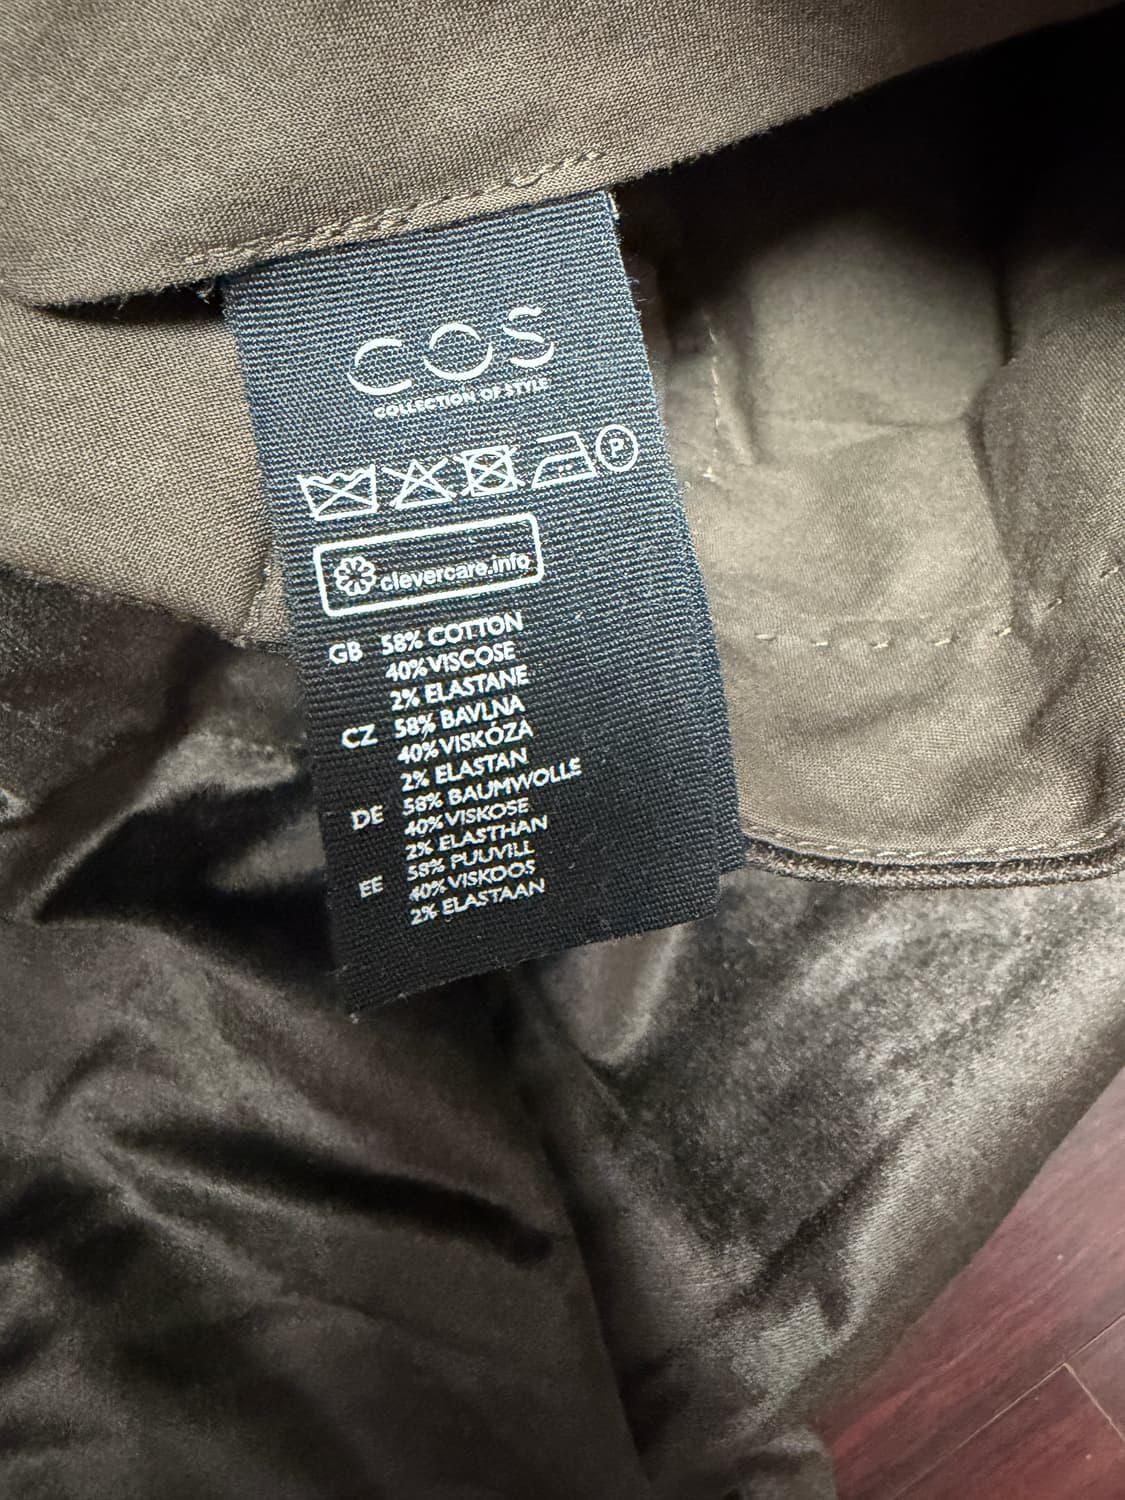 COS
COLLECTION OF STYLE
P
clevercare.info
GB 58% COTTON
40% VISCOSE
2% ELASTANE
CZ 58% BAVLNA
40% VISKÓZA
2% ELASTAN
DE 58% BAUMWOLLE
40% VISKOSE
2% ELASTHAN
EE 58% PUUVILL
40% VISKOOS
2% ELASTAAN